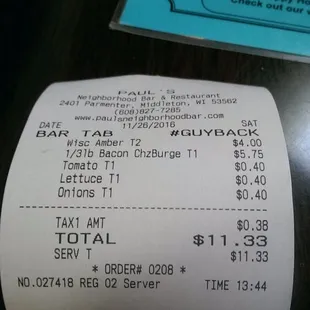 Check out our
PAUL'S
Neighborhood Bar & Restaurant
2401 Parmenter, Middleton, WI 53562
(608)827-7285
www.paulsneighborhoodbar.com
DATE 11/26/2016 SAT
BAR TAB #GUYBACK
Wisc Amber T2 $4.00
1/3lb Bacon ChzBurge T1 $5.75
Tomato T1 $0.40
Lettuce T1 $0.40
Onions T1 $0.40
TAX1 AMT $0.38
TOTAL $11.33
SERV T $11.33
* ORDER# 0208 *
NO.027418 REG 02 Server TIME 13:44